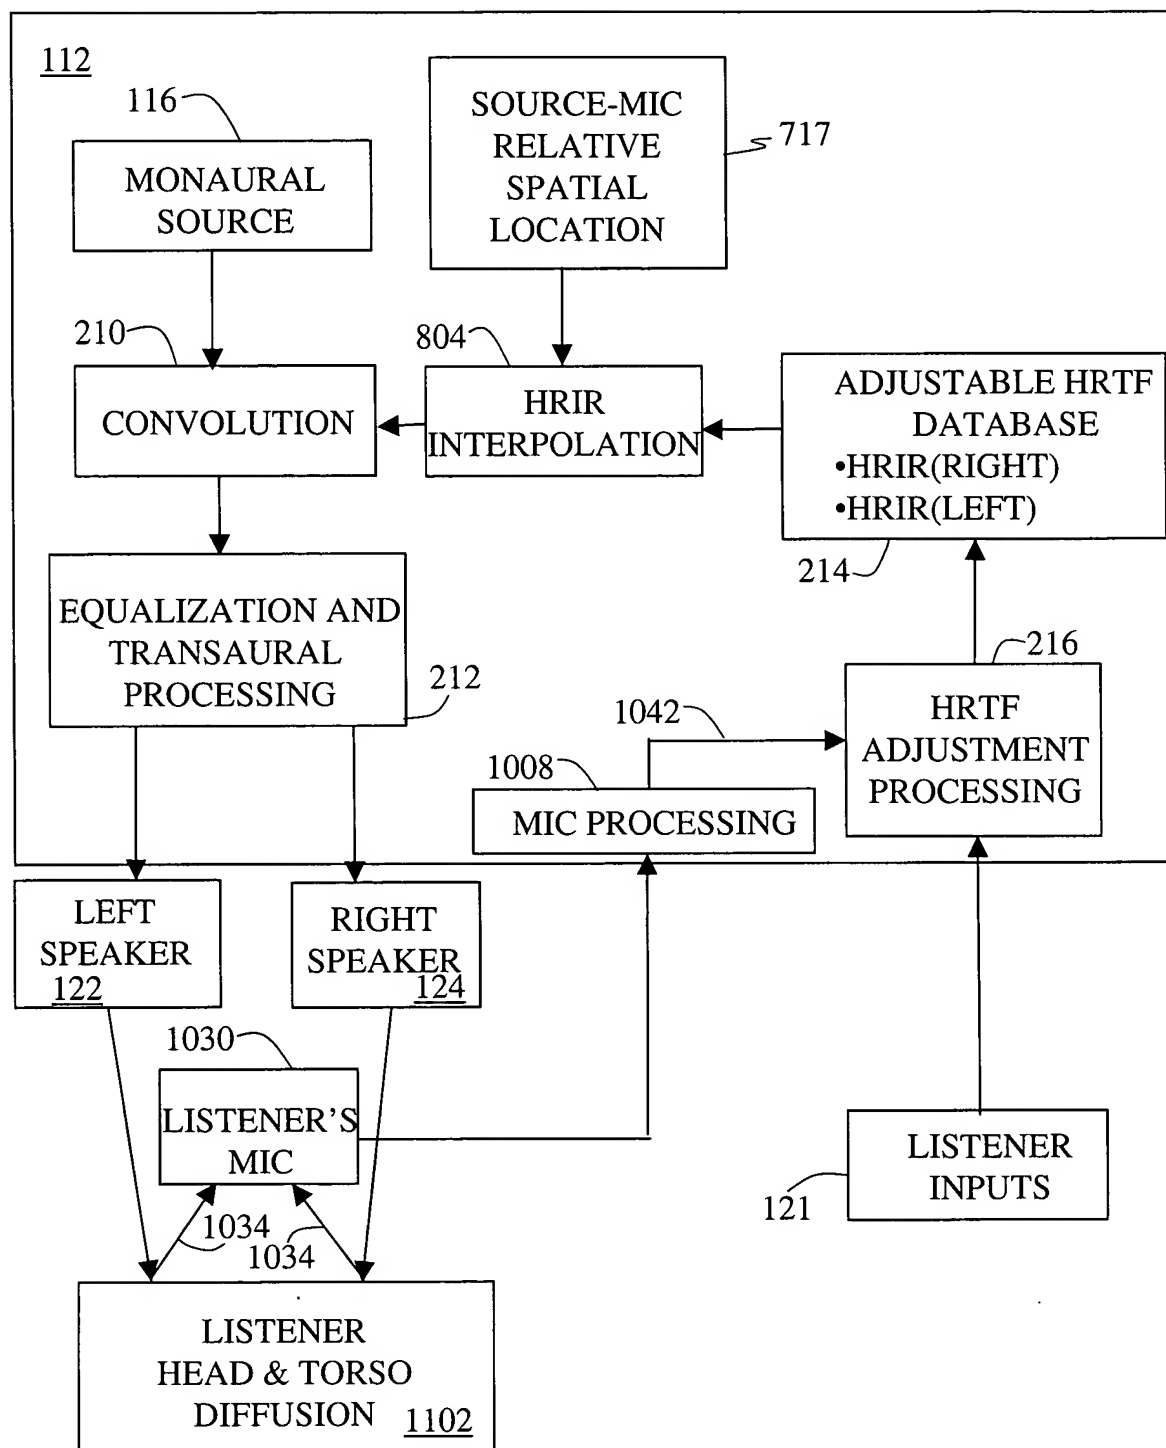 112
116
MONAURAL
SOURCE
SOURCE-MIC
RELATIVE
SPATIAL
LOCATION
717
210
CONVOLUTION
804
HRIR
INTERPOLATION
ADJUSTABLE HRTF
DATABASE
•HRIR(RIGHT)
•HRIR(LEFT)
214
EQUALIZATION AND
TRANSAURAL
PROCESSING
212
216
HRTF
ADJUSTMENT
PROCESSING
1042
1008
MIC PROCESSING
LEFT
SPEAKER
122
RIGHT
SPEAKER
124
1030
LISTENER’S
MIC
1034
1034
LISTENER
INPUTS
121
LISTENER
HEAD & TORSO
DIFFUSION
1102